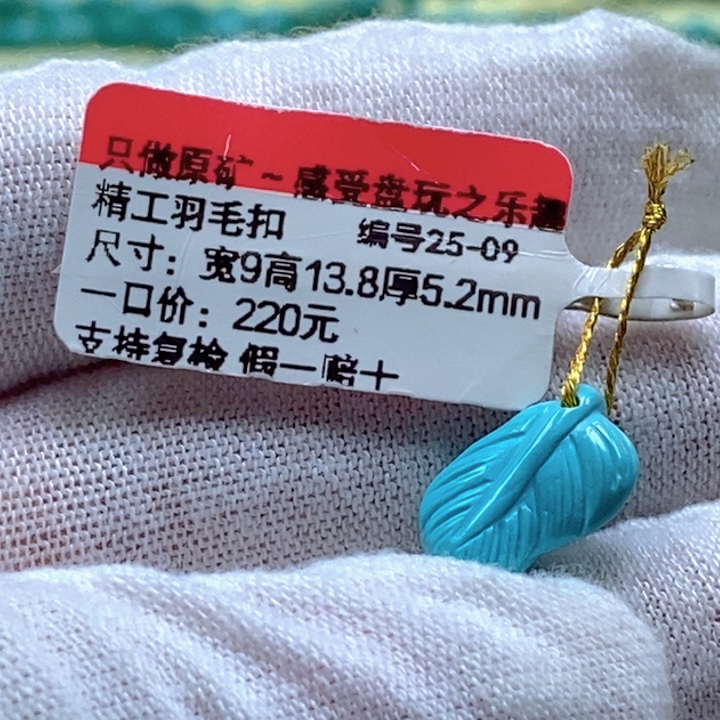 只做原矿~感受盘玩之乐趣
精工羽毛扣 编号25-09
尺寸：宽9高13.8厚5.2mm
一口价：220元
支持复检 假一赔十